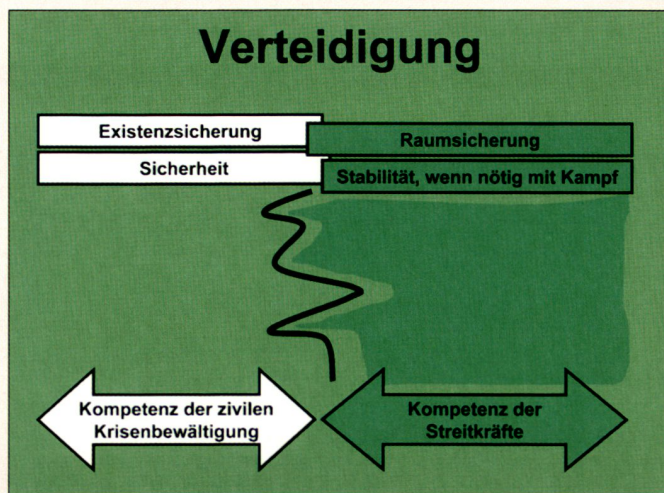 Verteidigung
Existenzsicherung
Raumsicherung
Sicherheit
Stabilität, wenn nötig mit Kampf
Kompetenz der zivilen
Krisenbewältigung
Kompetenz der
Streitkräfte